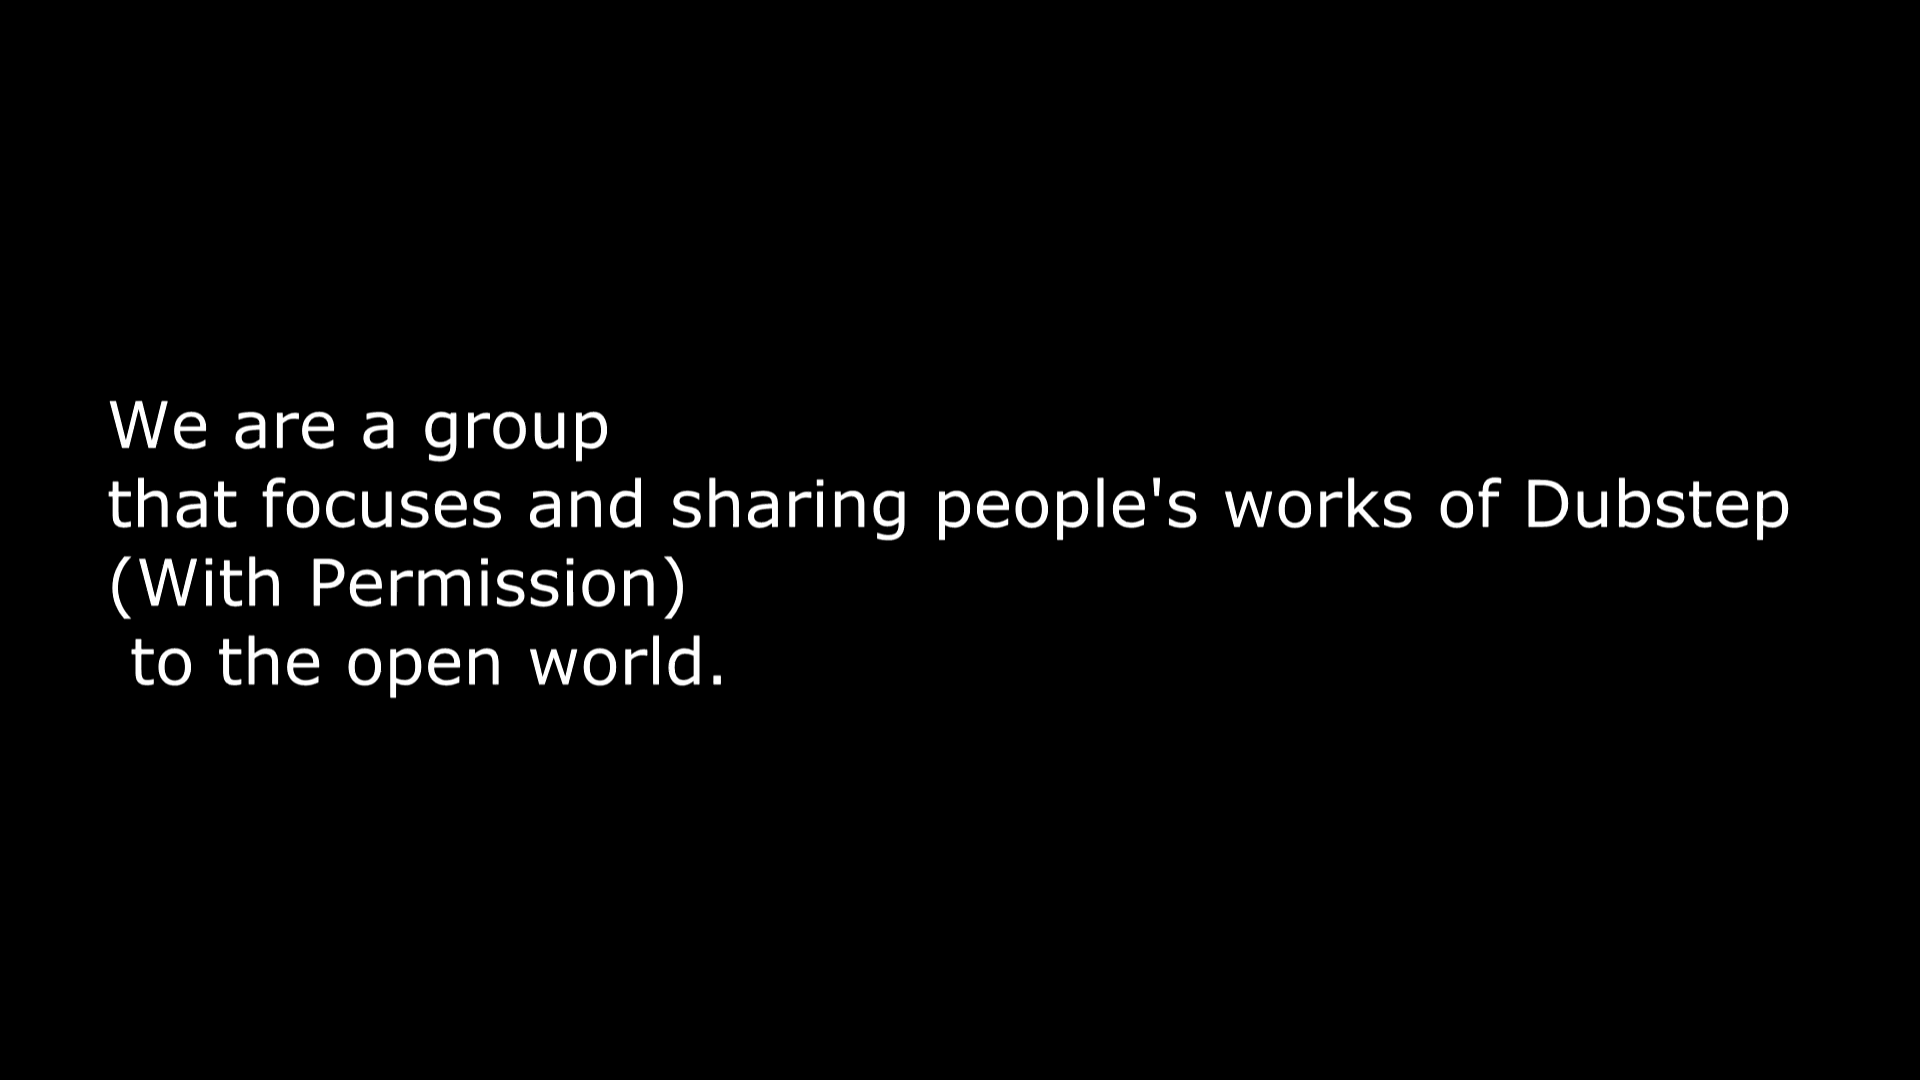 We are a group
that focuses and sharing people's works of Dubstep
(With Permission)
to the open world.